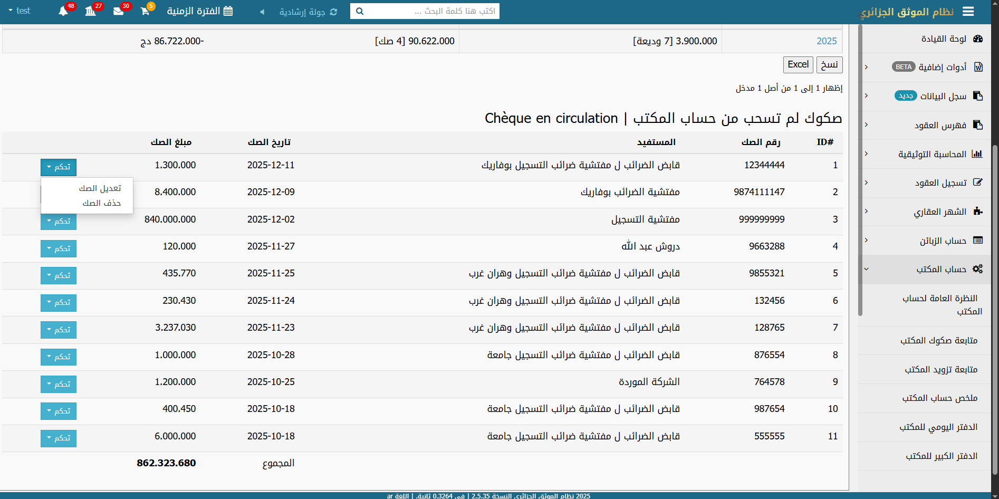 نظام الموثق الجزائري
اكتب هنا كلمة البحث ...
جولة إرشادية
الفترة الزمنية
5
30
27
48
test
لوحة القيادة
أدوات إضافية BETA
سجل البيانات جديد
فهرس العقود
المحاسبة التوثيقية
تسجيل العقود
الشهر العقاري
حساب الزبائن
حساب المكتب
النظرة العامة لحساب
المكتب
متابعة صكوك المكتب
متابعة تزويد المكتب
ملخص حساب المكتب
الدفتر اليومي للمكتب
الدفتر الكبير للمكتب
2025 3.900.000 [7 وديعة] 90.622.000 [4 صك] -86.722.000 دج
نسخ Excel
إظهار 1 إلى 1 من أصل 1 مدخل
صكوك لم تسحب من حساب المكتب | Chèque en circulation
ID# رقم الصك المستفيد تاريخ الصك مبلغ الصك
1 12344444 قابض الضرائب ل مفتشية ضرائب التسجيل بوفاريك 2025-12-11 1.300.000 تحكم
تعديل الصك
حذف الصك
2 9874111147 مفتشية الضرائب بوفاريك 2025-12-09 8.400.000
3 999999999 مفتشية التسجيل 2025-12-02 840.000.000 تحكم
4 9663288 دروش عبد الله 2025-11-27 120.000 تحكم
5 9855321 قابض الضرائب ل مفتشية ضرائب التسجيل وهران غرب 2025-11-25 435.770 تحكم
6 132456 قابض الضرائب ل مفتشية ضرائب التسجيل وهران غرب 2025-11-24 230.430 تحكم
7 128765 قابض الضرائب ل مفتشية ضرائب التسجيل وهران غرب 2025-11-23 3.237.030 تحكم
8 876554 قابض الضرائب ل مفتشية ضرائب التسجيل جامعة 2025-10-28 1.000.000 تحكم
9 764578 الشركة الموردة 2025-10-25 1.200.000 تحكم
10 987654 قابض الضرائب ل مفتشية ضرائب التسجيل جامعة 2025-10-18 400.450 تحكم
11 555555 قابض الضرائب ل مفتشية ضرائب التسجيل جامعة 2025-10-18 6.000.000 تحكم
المجموع 862.323.680
2025 نظام الموثق الجزائري النسخة 2.5.35 | في 0.3264 ثانية. | اللغة ar